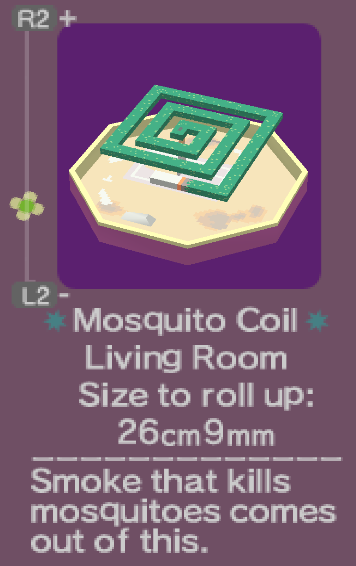 R2 +
L2 -
Mosquito Coil
Living Room
Size to roll up:
26cm9mm
Smoke that kills
mosquitoes comes
out of this.